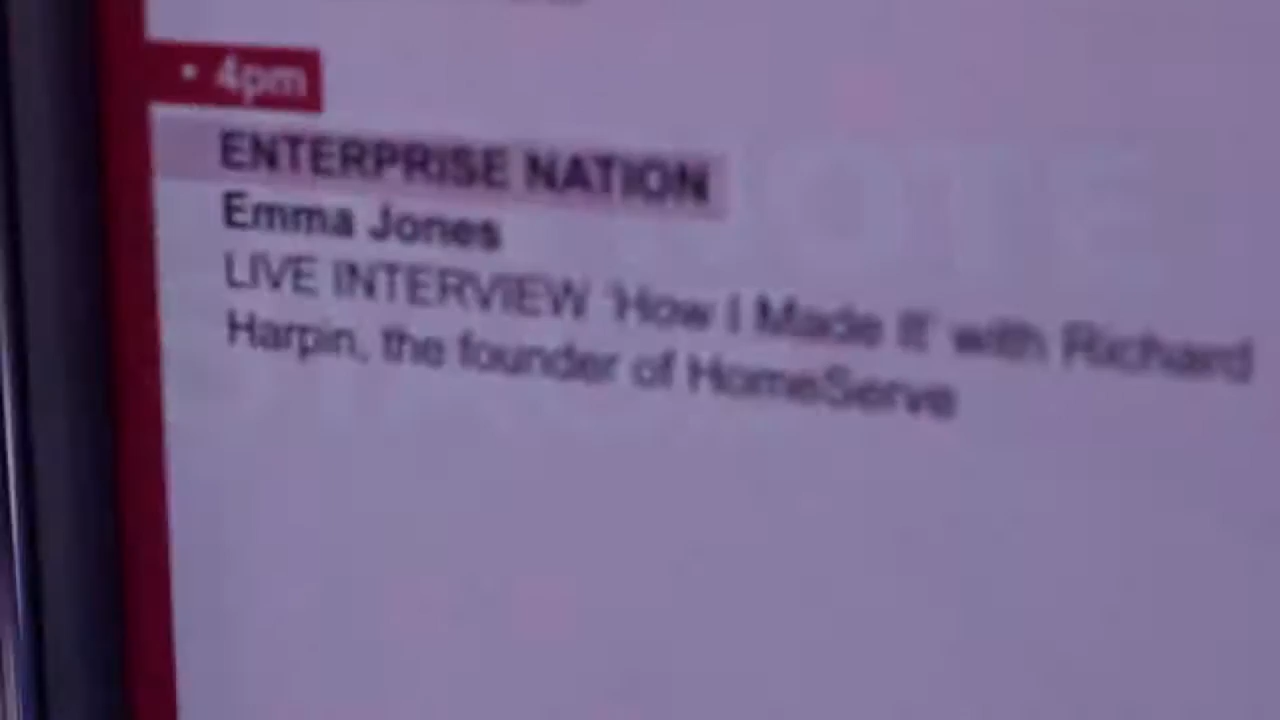 • 4pm
ENTERPRISE NATION
Emma Jones
LIVE INTERVIEW 'How I Made It' with Richard
Harpin, the founder of HomeServe